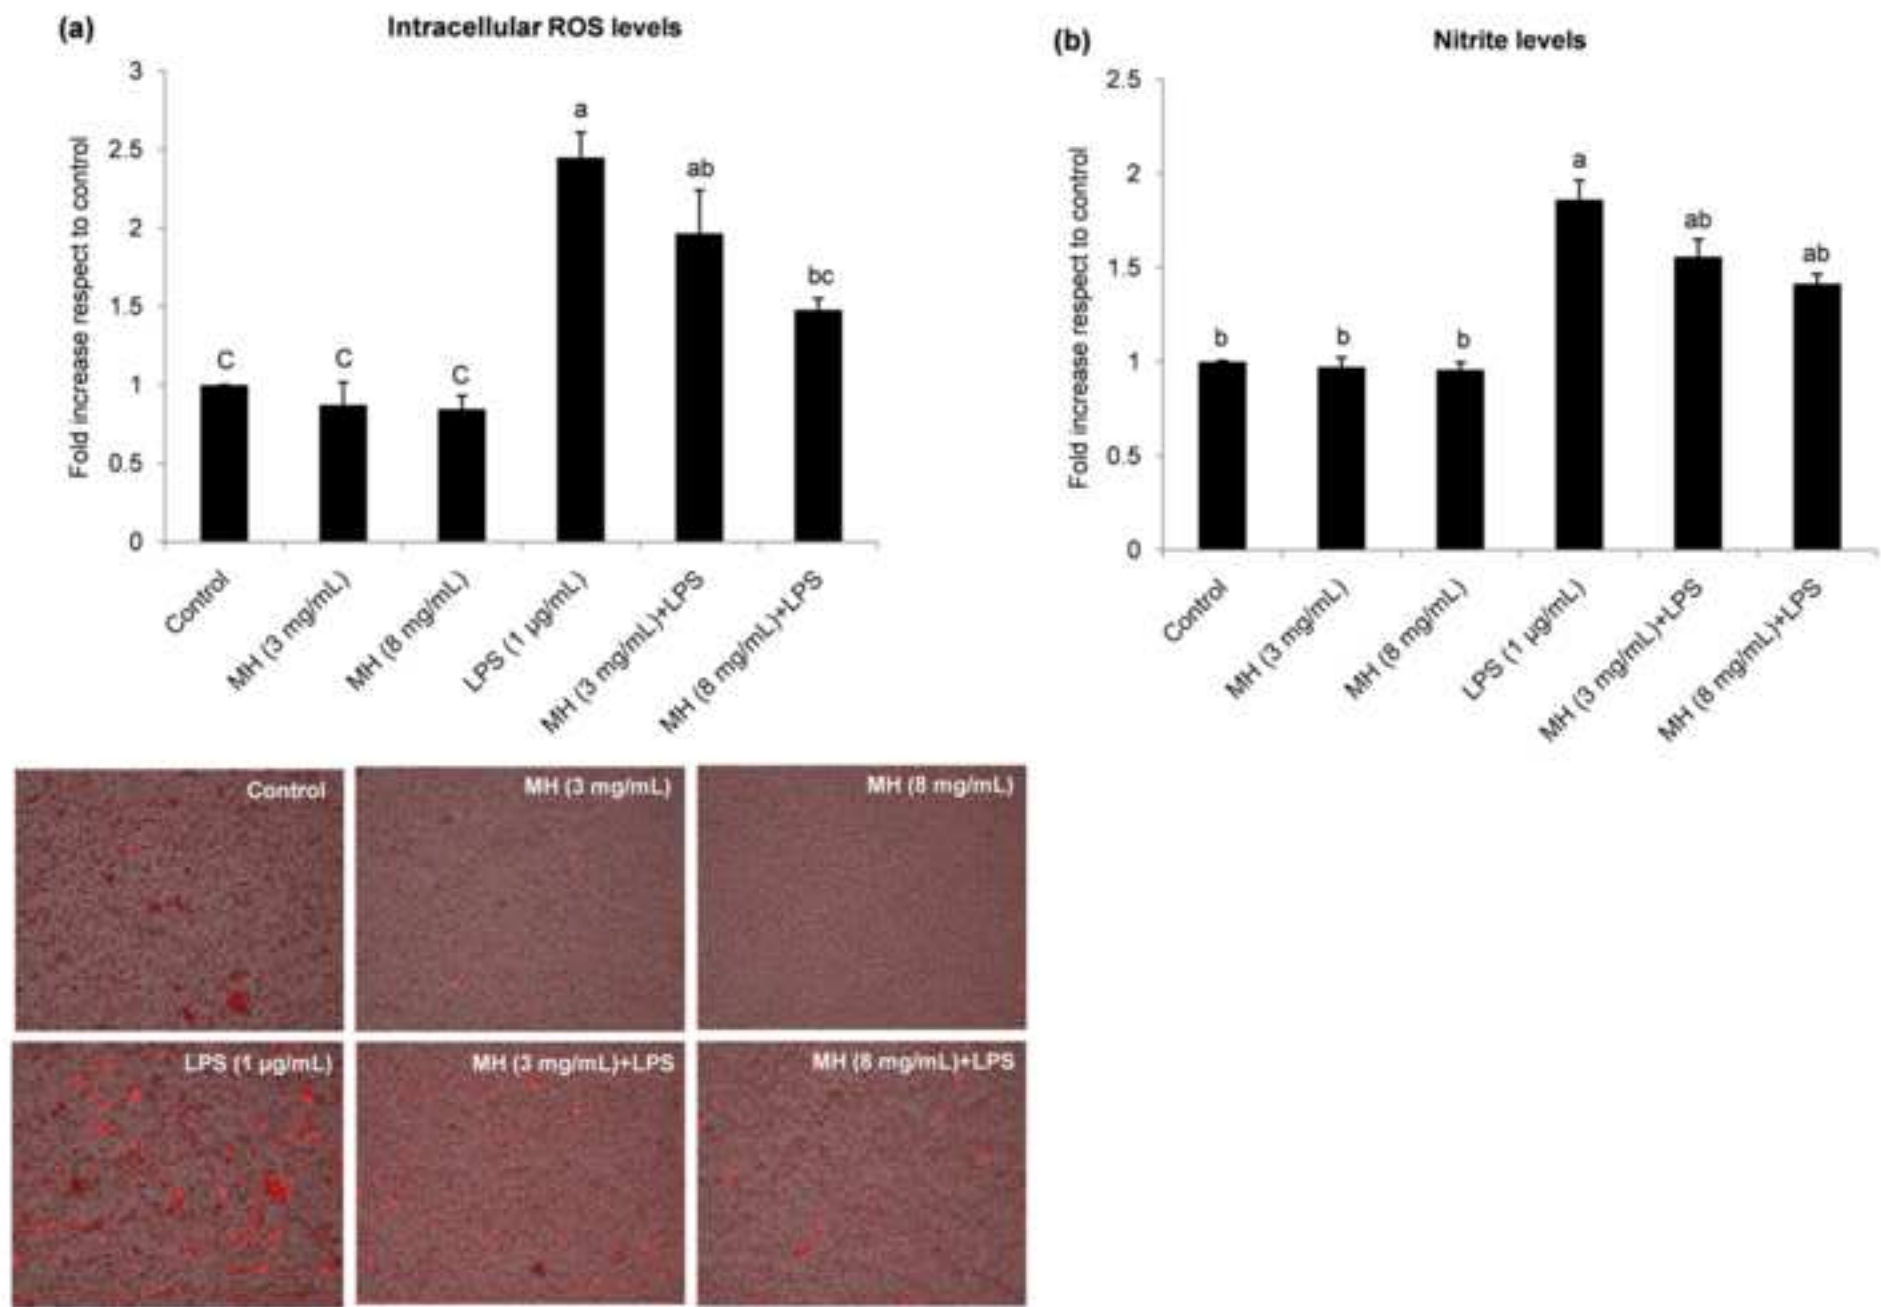 (a)
Intracellular ROS levels
Fold increase respect to control
3
2.5
2
1.5
1
0.5
0
C
C
C
a
ab
bc
Control
MH (3 mg/mL)
MH (8 mg/mL)
LPS (1 µg/mL)
MH (3 mg/mL)+LPS
MH (8 mg/mL)+LPS
(b)
Nitrite levels
Fold increase respect to control
2.5
2
1.5
1
0.5
0
b
b
b
a
ab
ab
Control
MH (3 mg/mL)
MH (8 mg/mL)
LPS (1 µg/mL)
MH (3 mg/mL)+LPS
MH (8 mg/mL)+LPS
Control
MH (3 mg/mL)
MH (8 mg/mL)
LPS (1 µg/mL)
MH (3 mg/mL)+LPS
MH (8 mg/mL)+LPS